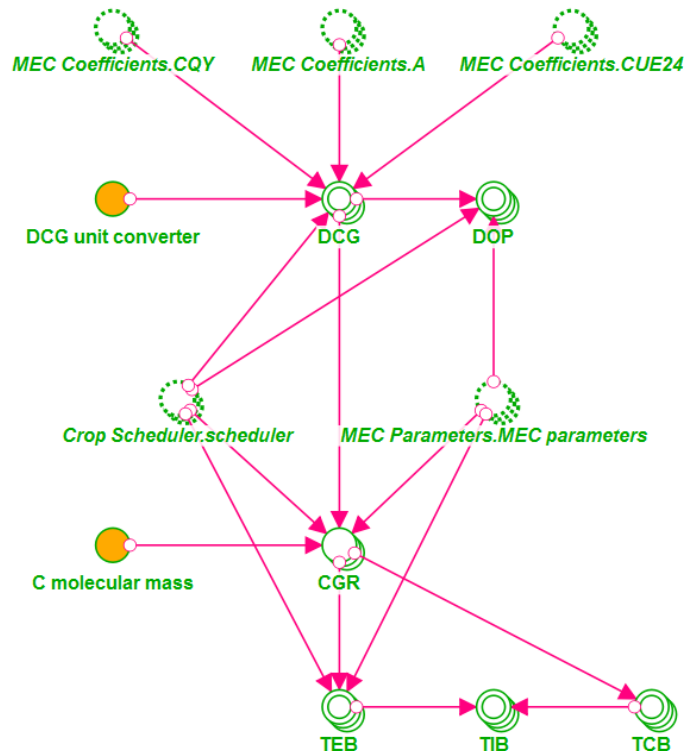 MEC Coefficients.CQY
MEC Coefficients.A
MEC Coefficients.CUE24
DCG unit converter
DCG
DOP
Crop Scheduler.scheduler
MEC Parameters.MEC parameters
C molecular mass
CGR
TEB
TIB
TCB